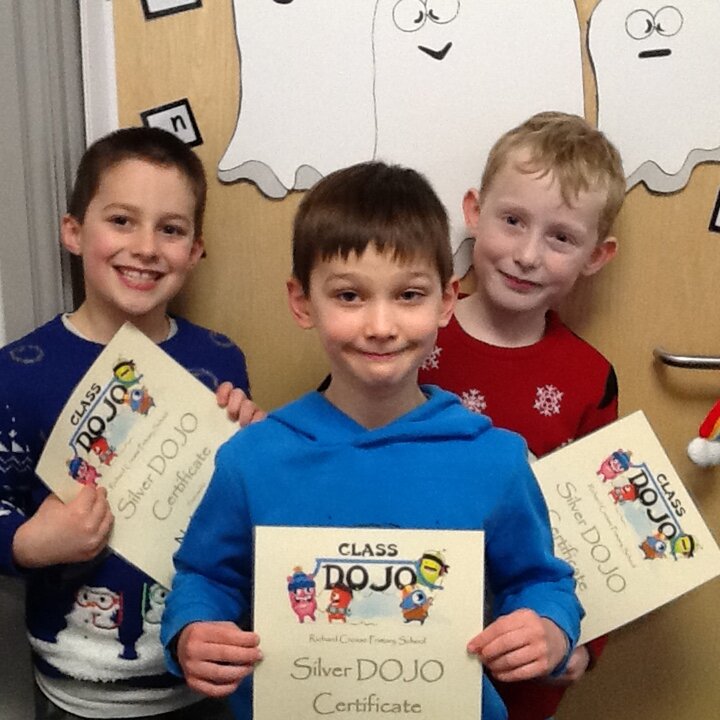 n
CLASS
DOJO
Silver DOJO
Certificate
CLASS
DOJO
Richard Crosse Primary School
Silver DOJO
Certificate
CLASS
DOJO
Silver DOJO
Certificate